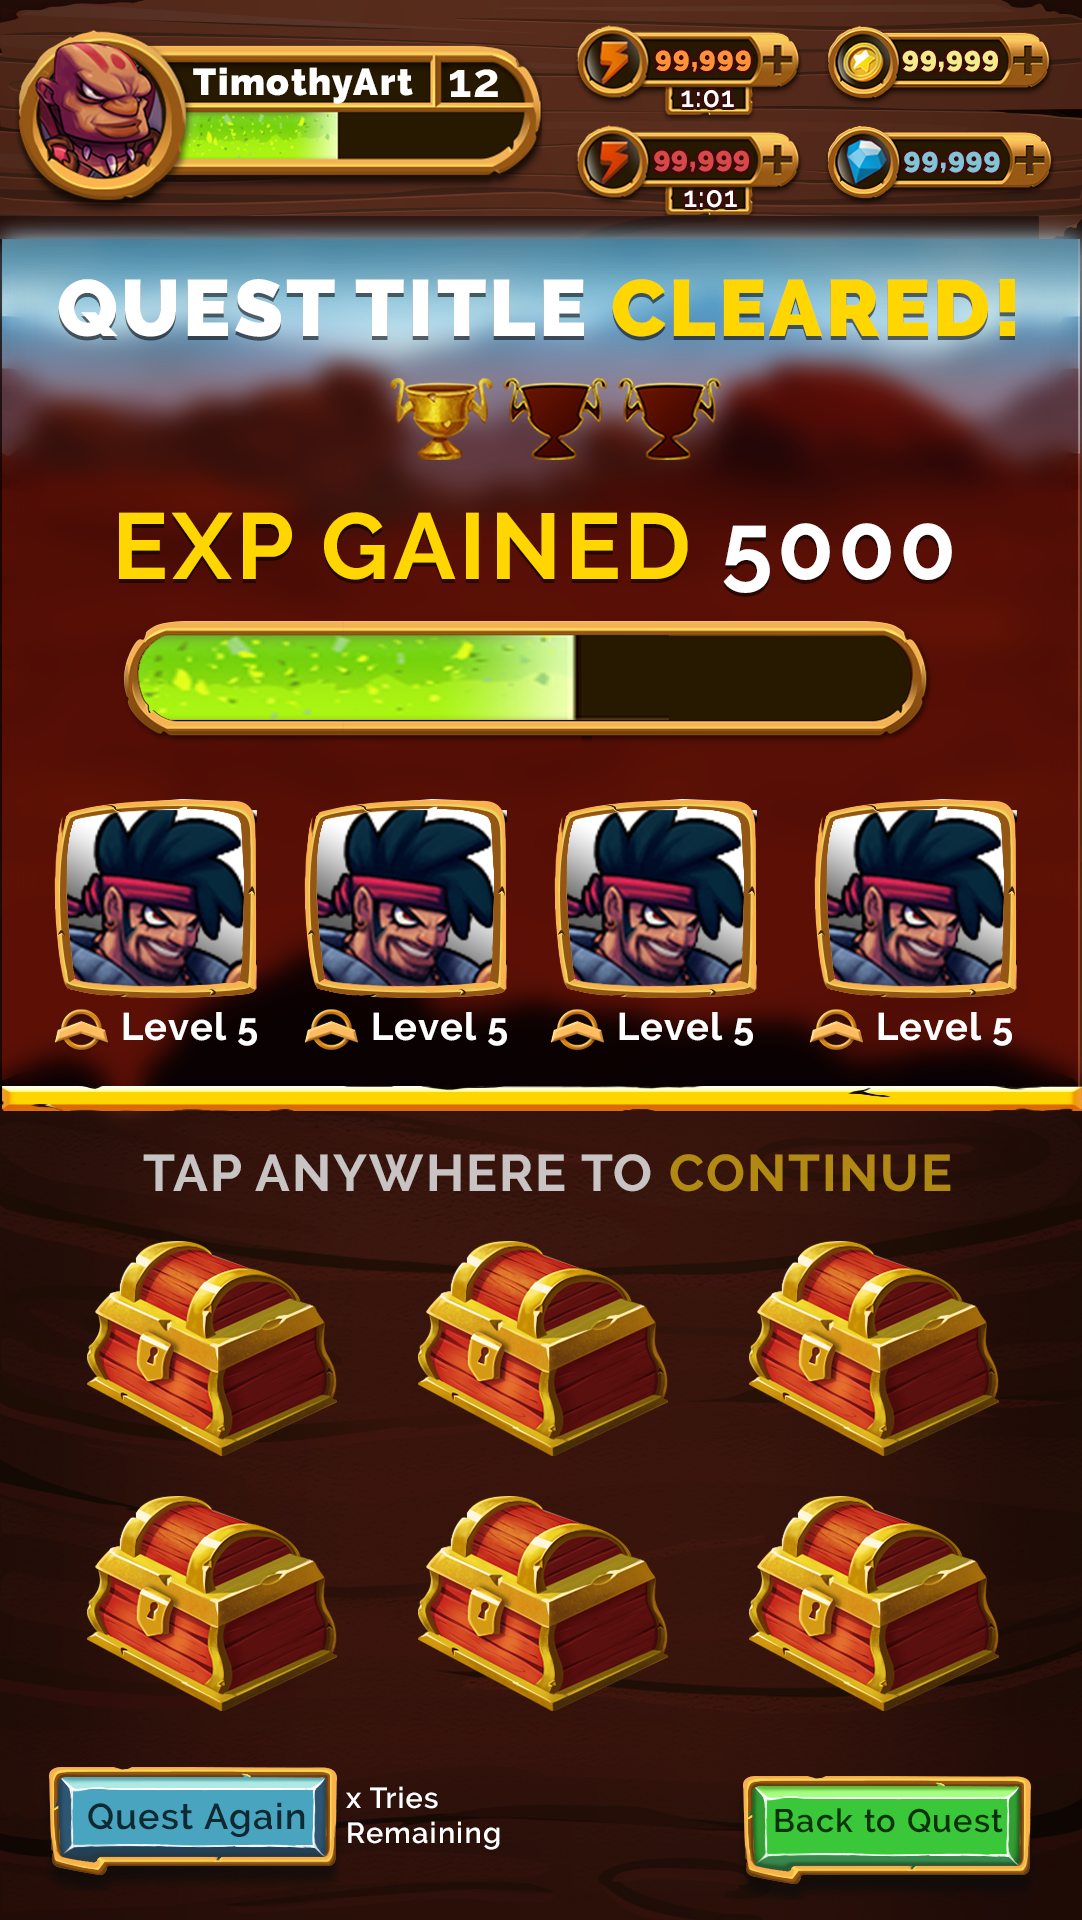 TimothyArt 12
99,999
1:01
99,999
99,999
1:01
99,999
QUEST TITLE CLEARED!
EXP GAINED 5000
Level 5
Level 5
Level 5
Level 5
TAP ANYWHERE TO CONTINUE
Quest Again
x Tries
Remaining
Back to Quest